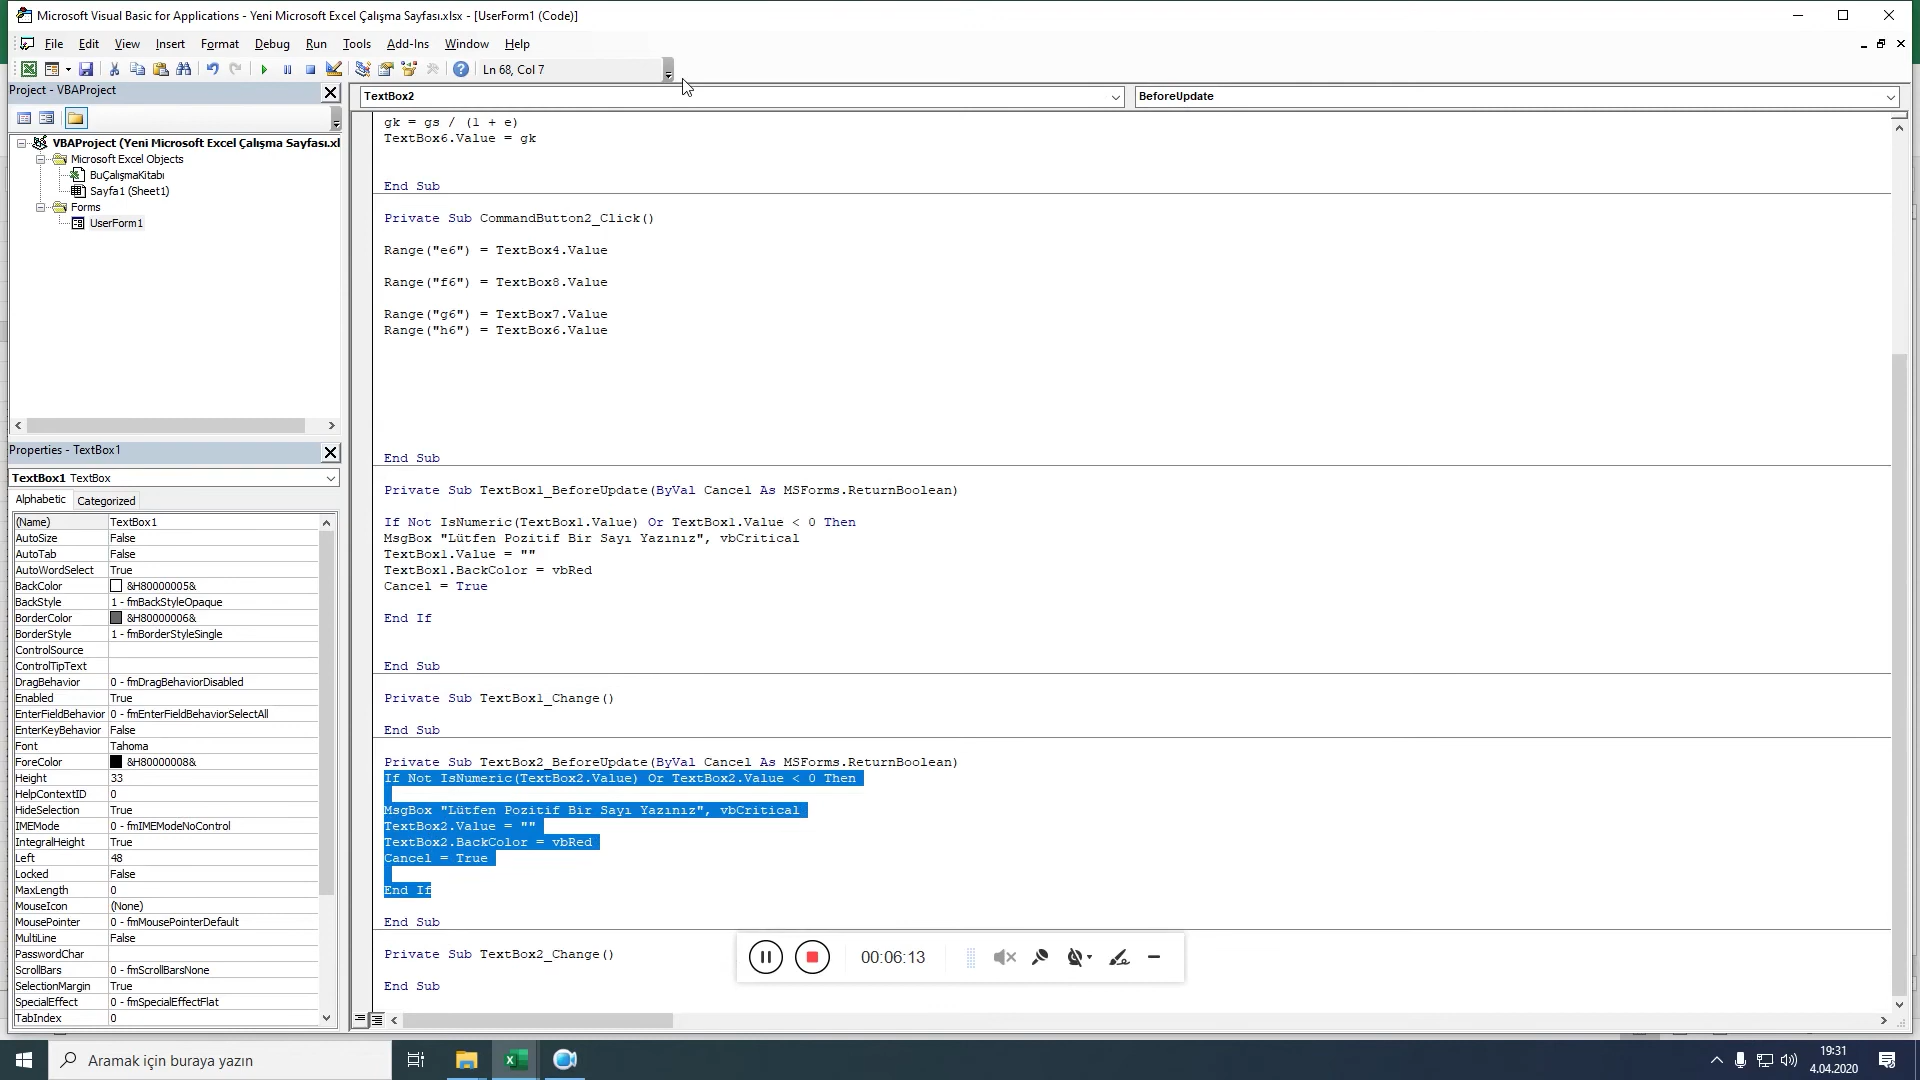 Microsoft Visual Basic for Applications - Yeni Microsoft Excel Çalışma Sayfası.xlsx - [UserForm1 (Code)]
File Edit View Insert Format Debug Run Tools Add-Ins Window Help
Ln 68, Col 7
Project - VBAProject
TextBox2
BeforeUpdate
VBAProject (Yeni Microsoft Excel Çalışma Sayfası.xl
Microsoft Excel Objects
BuÇalışmaKitabı
Sayfa1 (Sheet1)
Forms
UserForm1
Properties - TextBox1
TextBox1 TextBox
Alphabetic Categorized
(Name) TextBox1
AutoSize False
AutoTab False
AutoWordSelect True
BackColor &H80000005&
BackStyle 1 - fmBackStyleOpaque
BorderColor &H80000006&
BorderStyle 1 - fmBorderStyleSingle
ControlSource
ControlTipText
DragBehavior 0 - fmDragBehaviorDisabled
Enabled True
EnterFieldBehavior 0 - fmEnterFieldBehaviorSelectAll
EnterKeyBehavior False
Font Tahoma
ForeColor &H80000008&
Height 33
HelpContextID 0
HideSelection True
IMEMode 0 - fmIMEModeNoControl
IntegralHeight True
Left 48
Locked False
MaxLength 0
MouseIcon (None)
MousePointer 0 - fmMousePointerDefault
MultiLine False
PasswordChar
ScrollBars 0 - fmScrollBarsNone
SelectionMargin True
SpecialEffect 0 - fmSpecialEffectFlat
TabIndex 0
gk = gs / (1 + e)
TextBox6.Value = gk
End Sub
Private Sub CommandButton2_Click()
Range("e6") = TextBox4.Value
Range("f6") = TextBox8.Value
Range("g6") = TextBox7.Value
Range("h6") = TextBox6.Value
End Sub
Private Sub TextBox1_BeforeUpdate(ByVal Cancel As MSForms.ReturnBoolean)
If Not IsNumeric(TextBox1.Value) Or TextBox1.Value < 0 Then
MsgBox "Lütfen Pozitif Bir Sayı Yazınız", vbCritical
TextBox1.Value = ""
TextBox1.BackColor = vbRed
Cancel = True
End If
End Sub
Private Sub TextBox1_Change()
End Sub
Private Sub TextBox2_BeforeUpdate(ByVal Cancel As MSForms.ReturnBoolean)
If Not IsNumeric(TextBox2.Value) Or TextBox2.Value < 0 Then
MsgBox "Lütfen Pozitif Bir Sayı Yazınız", vbCritical
TextBox2.Value = ""
TextBox2.BackColor = vbRed
Cancel = True
End If
End Sub
Private Sub TextBox2_Change()
End Sub
00:06:13
Aramak için buraya yazın
19:31
4.04.2020